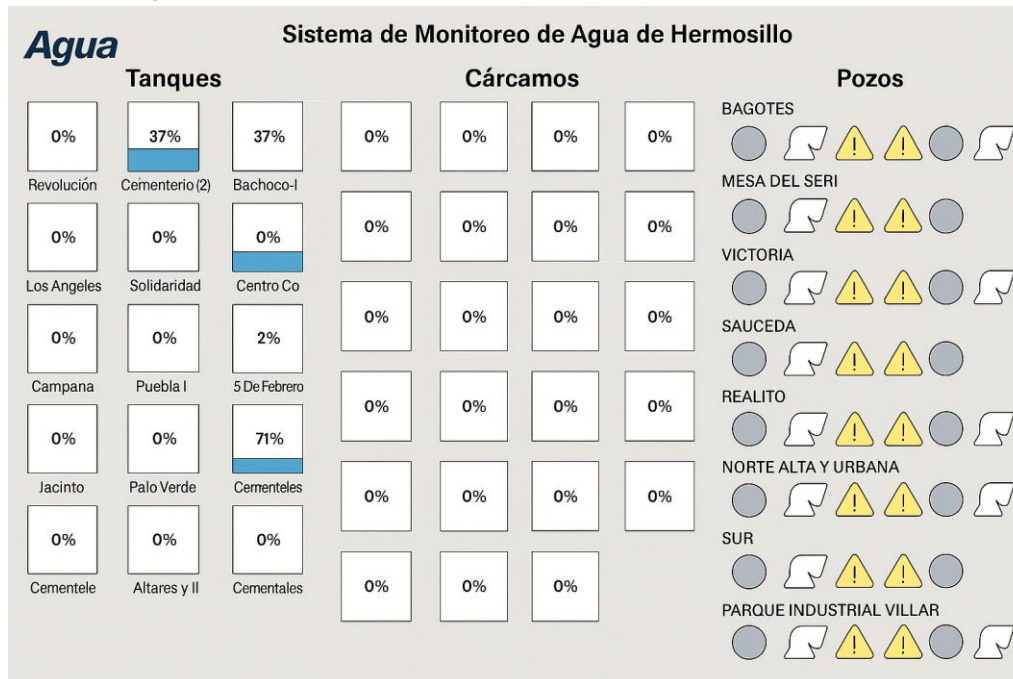 Agua
Sistema de Monitoreo de Agua de Hermosillo
Tanques
0% 37% 37%
Revolución Cementerio (2) Bachoco-I
0% 0% 0%
Los Angeles Solidaridad Centro Co
0% 0% 2%
Campana Puebla I 5 De Febrero
0% 0% 71%
Jacinto Palo Verde Cementeles
0% 0% 0%
Cementele Altares y II Cementales
Cárcamos
0% 0% 0% 0%
0% 0% 0% 0%
0% 0% 0% 0%
0% 0% 0% 0%
0% 0% 0% 0%
0% 0% 0%
Pozos
BAGOTES
! !
MESA DEL SERI
! !
VICTORIA
! !
SAUCEDA
! !
REALITO
! !
NORTE ALTA Y URBANA
! !
SUR
! !
PARQUE INDUSTRIAL VILLAR
! !